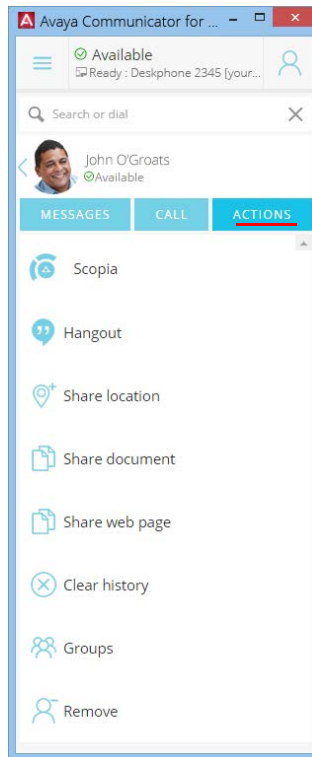 Avaya Communicator for ...
Available
Ready : Deskphone 2345 [your...
Search or dial
John O'Groats
Available
MESSAGES CALL ACTIONS
Scopia
Hangout
Share location
Share document
Share web page
Clear history
Groups
Remove